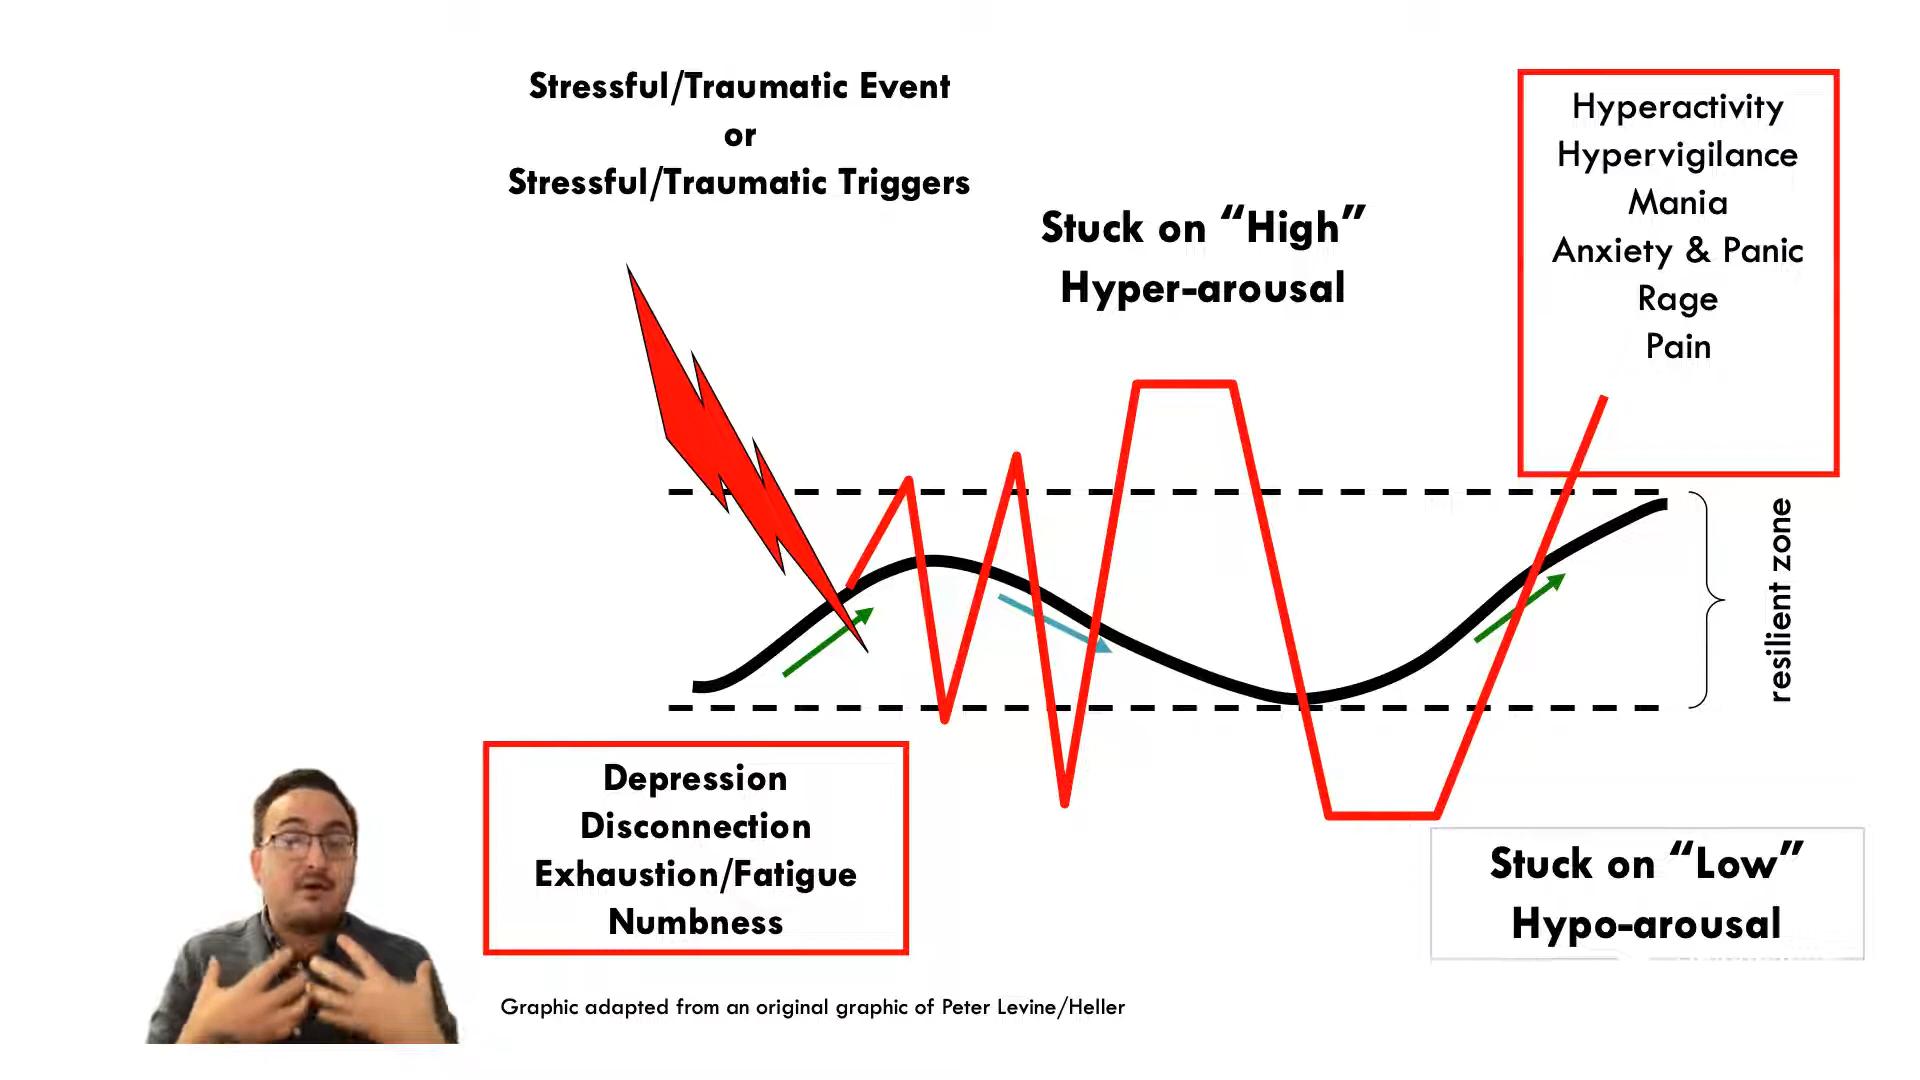 Stressful/Traumatic Event
or
Stressful/Traumatic Triggers
Stuck on “High”
Hyper-arousal
Hyperactivity
Hypervigilance
Mania
Anxiety & Panic
Rage
Pain
resilient zone
Depression
Disconnection
Exhaustion/Fatigue
Numbness
Stuck on “Low”
Hypo-arousal
Graphic adapted from an original graphic of Peter Levine/Heller